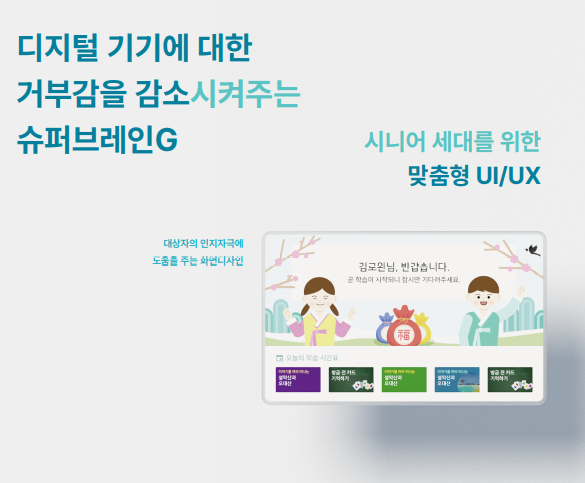 디지털 기기에 대한
거부감을 감소시켜주는
슈퍼브레인G
시니어 세대를 위한
맞춤형 UI/UX
대상자의 인지자극에
도움을 주는 화면디자인
김로완님, 반갑습니다.
곧 학습이 시작되니 잠시만 기다려주세요.
福
오늘의 학습 시간표
설악산과
오대산
방금 본 카드
기억하기
설악산과
오대산
설악산과
오대산
방금 본 카드
기억하기